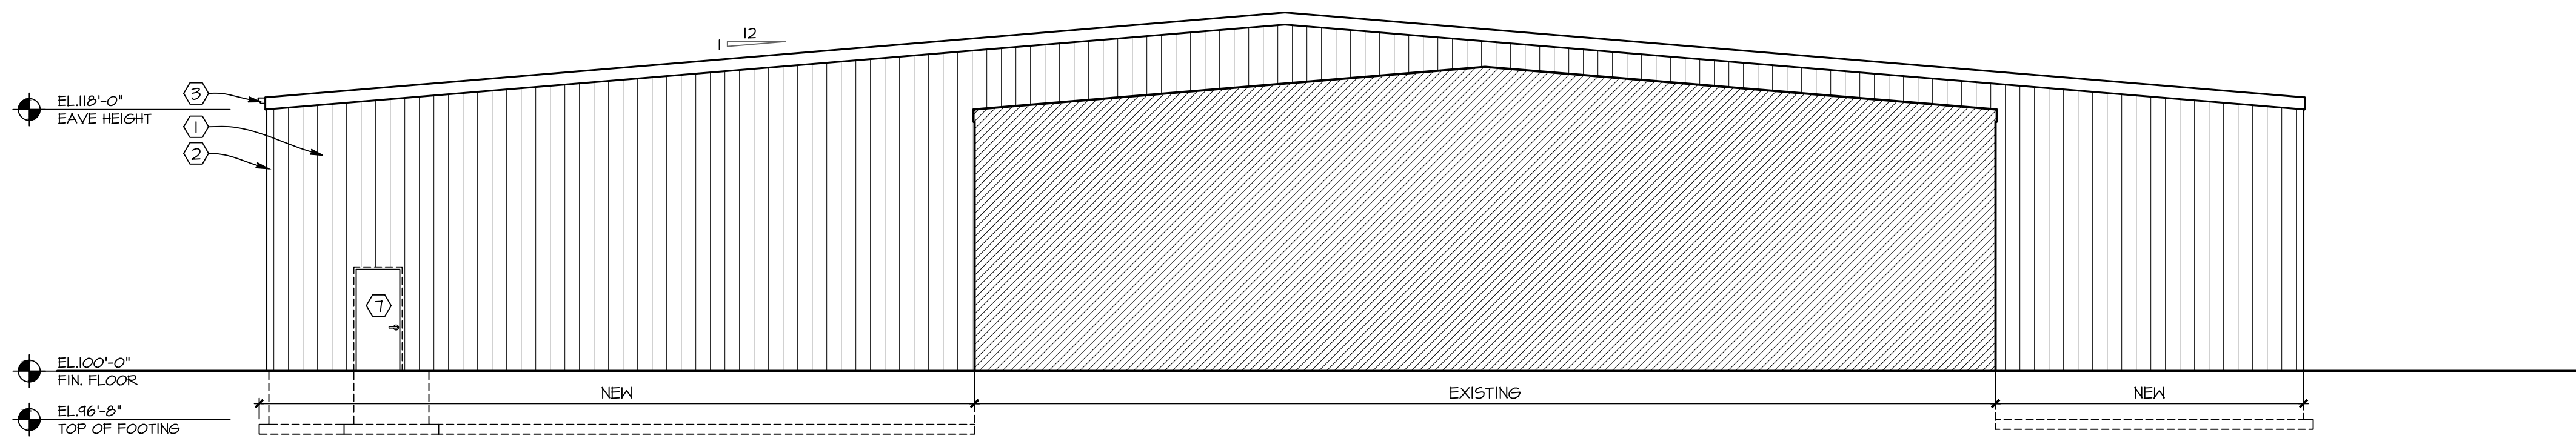 12
1
3
EL.118'-0"
EAVE HEIGHT
1
2
7
EL.100'-0"
FIN. FLOOR
NEW
EXISTING
NEW
EL.96'-8"
TOP OF FOOTING